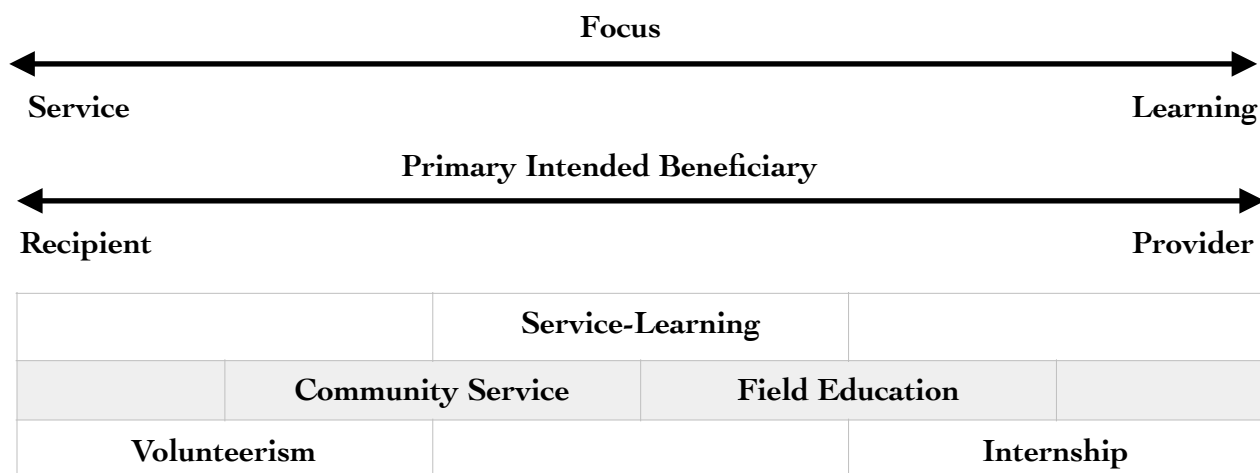 Focus
Service Learning
Primary Intended Beneficiary
Recipient Provider
Service-Learning
Community Service Field Education
Volunteerism Internship